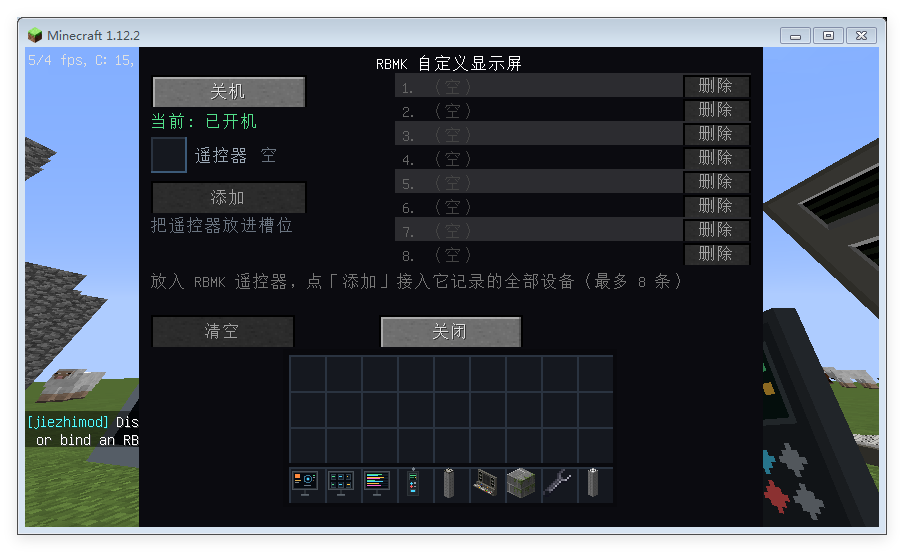 Minecraft 1.12.2
5/4 fps, C: 15,
RBMK 自定义显示屏
关机
当前: 已开机
遥控器 空
添加
把遥控器放进槽位
1. (空) 删除
2. (空) 删除
3. (空) 删除
4. (空) 删除
5. (空) 删除
6. (空) 删除
7. (空) 删除
8. (空) 删除
放入 RBMK 遥控器，点「添加」接入它记录的全部设备（最多 8 条）
清空
关闭
[jiezhimod] Dis
or bind an RB